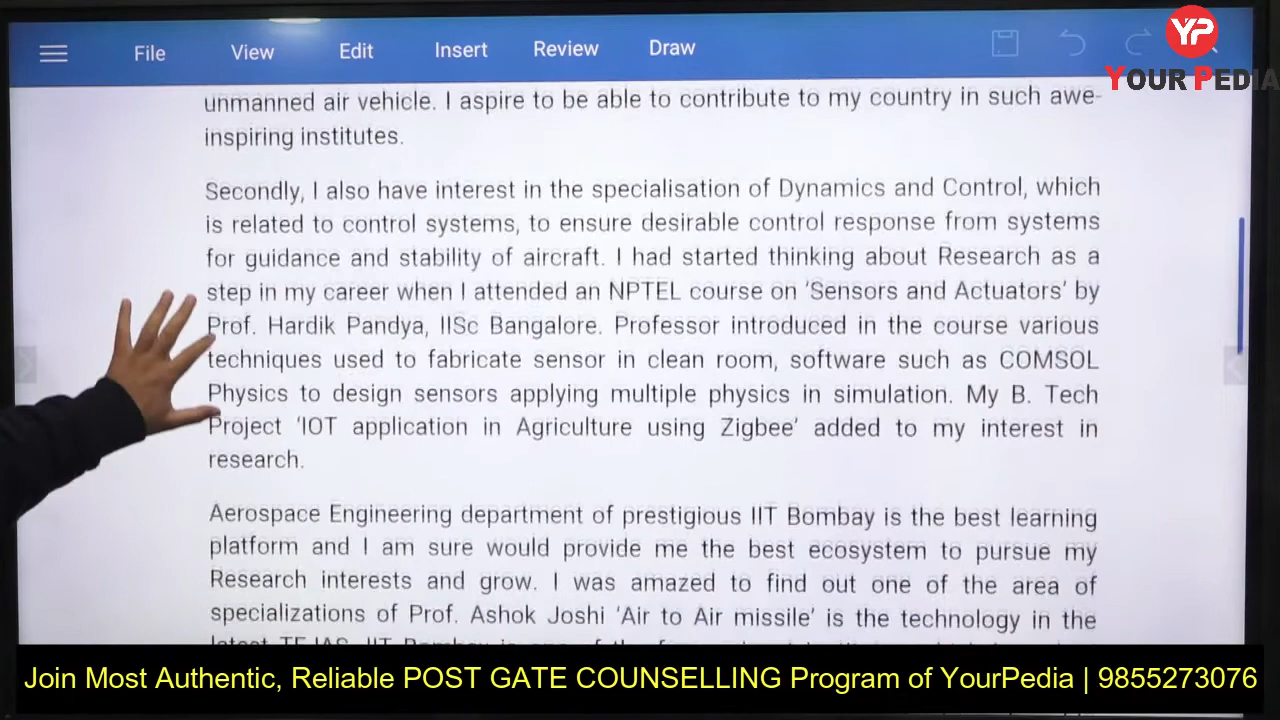 YP
YOUR PEDIA
File View Edit Insert Review Draw
unmanned air vehicle. I aspire to be able to contribute to my country in such awe-
inspiring institutes.
Secondly, I also have interest in the specialisation of Dynamics and Control, which
is related to control systems, to ensure desirable control response from systems
for guidance and stability of aircraft. I had started thinking about Research as a
step in my career when I attended an NPTEL course on ‘Sensors and Actuators’ by
Prof. Hardik Pandya, IISc Bangalore. Professor introduced in the course various
techniques used to fabricate sensor in clean room, software such as COMSOL
Physics to design sensors applying multiple physics in simulation. My B. Tech
Project ‘IOT application in Agriculture using Zigbee’ added to my interest in
research.
Aerospace Engineering department of prestigious IIT Bombay is the best learning
platform and I am sure would provide me the best ecosystem to pursue my
Research interests and grow. I was amazed to find out one of the area of
specializations of Prof. Ashok Joshi ‘Air to Air missile’ is the technology in the
latest TEJAS. IIT Bombay is one of the
Join Most Authentic, Reliable POST GATE COUNSELLING Program of YourPedia | 9855273076